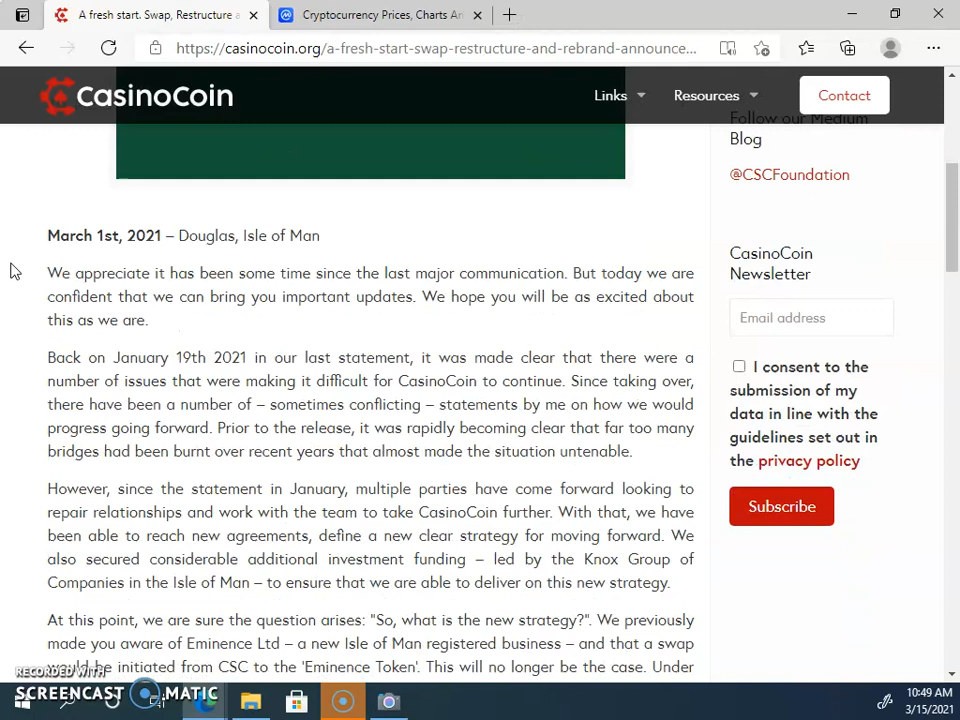 A fresh start. Swap, Restructure a
Cryptocurrency Prices, Charts An
https://casinocoin.org/a-fresh-start-swap-restructure-and-rebrand-announce...
CasinoCoin
Links
Resources
Contact
Follow our Medium
Blog
@CSCFoundation
March 1st, 2021 – Douglas, Isle of Man
We appreciate it has been some time since the last major communication. But today we are
confident that we can bring you important updates. We hope you will be as excited about
this as we are.
Back on January 19th 2021 in our last statement, it was made clear that there were a
number of issues that were making it difficult for CasinoCoin to continue. Since taking over,
there have been a number of – sometimes conflicting – statements by me on how we would
progress going forward. Prior to the release, it was rapidly becoming clear that far too many
bridges had been burnt over recent years that almost made the situation untenable.
However, since the statement in January, multiple parties have come forward looking to
repair relationships and work with the team to take CasinoCoin further. With that, we have
been able to reach new agreements, define a new clear strategy for moving forward. We
also secured considerable additional investment funding – led by the Knox Group of
Companies in the Isle of Man – to ensure that we are able to deliver on this new strategy.
At this point, we are sure the question arises: "So, what is the new strategy?". We previously
made you aware of Eminence Ltd – a new Isle of Man registered business – and that a swap
would be initiated from CSC to the 'Eminence Token'. This will no longer be the case. Under
CasinoCoin
Newsletter
Email address
I consent to the
submission of my
data in line with the
guidelines set out in
the privacy policy
Subscribe
RECORDED WITH
SCREENCAST MATIC
10:49 AM
3/15/2021